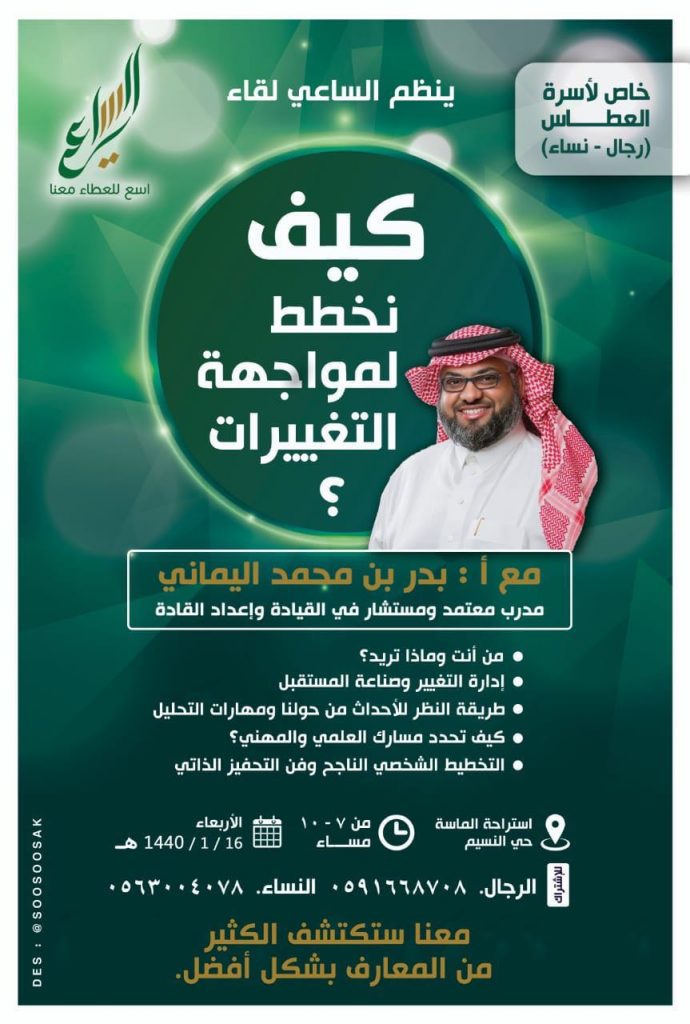 الساعي
اسع للعطاء معنا
ينظم الساعي لقاء
خاص لأسرة
العطاس
(رجال - نساء)
كيف
نخطط
لمواجهة
التغييرات
؟
مع أ : بدر بن محمد اليماني
مدرب معتمد ومستشار في القيادة وإعداد القادة
• من أنت وماذا تريد؟
• إدارة التغيير وصناعة المستقبل
• طريقة النظر للأحداث من حولنا ومهارات التحليل
• كيف تحدد مسارك العلمي والمهني؟
• التخطيط الشخصي الناجح وفن التحفيز الذاتي
استراحة الماسة
حي النسيم
من ٧ - ١٠
مساء
الأربعاء
16 / 1 / 1440 هـ
للإشتراك
الرجال. ٠٥٩١٦٦٨٧٠٨ النساء. ٠٥٦٣٠٠٤٠٧٨
معنا ستكتشف الكثير
من المعارف بشكل أفضل.
DES : @SOOSOOSAK